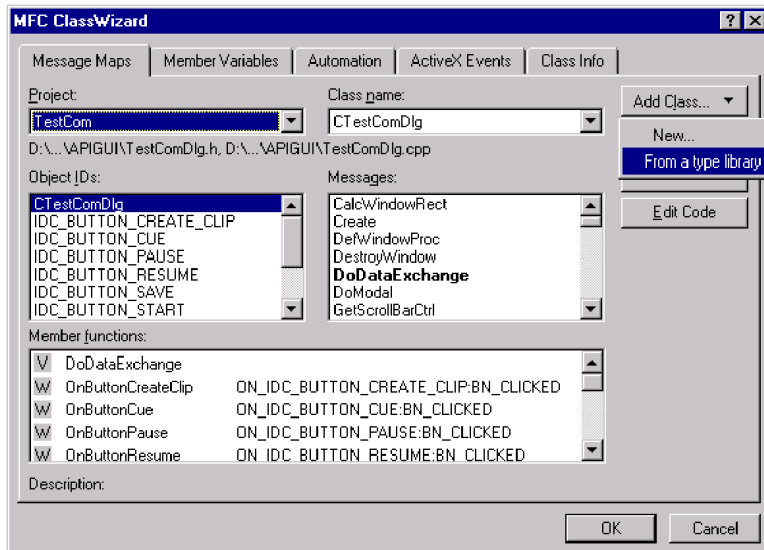 MFC ClassWizard
Message Maps Member Variables Automation ActiveX Events Class Info
Project: Class name: Add Class...
TestCom CTestComDlg New...
D:\...\APIGUI\TestComDlg.h, D:\...\APIGUI\TestComDlg.cpp From a type library
Object IDs: Messages:
CTestComDlg CalcWindowRect Edit Code
IDC_BUTTON_CREATE_CLIP Create
IDC_BUTTON_CUE DefWindowProc
IDC_BUTTON_PAUSE DestroyWindow
IDC_BUTTON_RESUME DoDataExchange
IDC_BUTTON_SAVE DoModal
IDC_BUTTON_START GetScrollBarCtrl
Member functions:
V DoDataExchange
W OnButtonCreateClip ON_IDC_BUTTON_CREATE_CLIP:BN_CLICKED
W OnButtonCue ON_IDC_BUTTON_CUE:BN_CLICKED
W OnButtonPause ON_IDC_BUTTON_PAUSE:BN_CLICKED
W OnButtonResume ON_IDC_BUTTON_RESUME:BN_CLICKED
Description:
OK Cancel